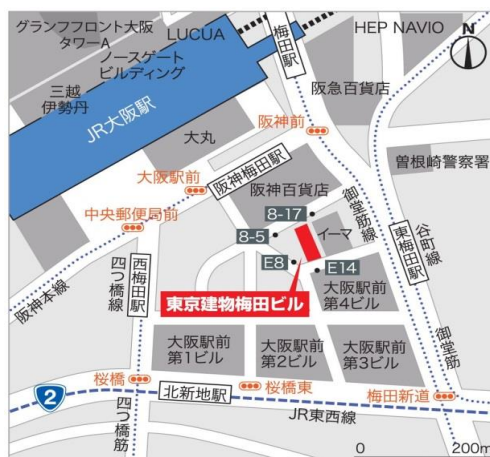 グランフロント大阪
タワーA
LUCUA
ノースゲート
ビルディング
三越
伊勢丹
JR大阪駅
梅田駅
HEP NAVIO
N
阪急百貨店
大丸
阪神前
阪神梅田駅
大阪駅前
曽根崎警察署
阪神百貨店
御堂筋線
中央郵便局前
8-17
8-5
イーマ
東梅田駅
谷町線
E8
E14
西梅田駅
四つ橋線
阪神本線
東京建物梅田ビル
大阪駅前
第4ビル
御堂筋
大阪駅前
第1ビル
大阪駅前
第2ビル
大阪駅前
第3ビル
桜橋
桜橋東
梅田新道
2
北新地駅
JR東西線
四つ橋筋
0
200m